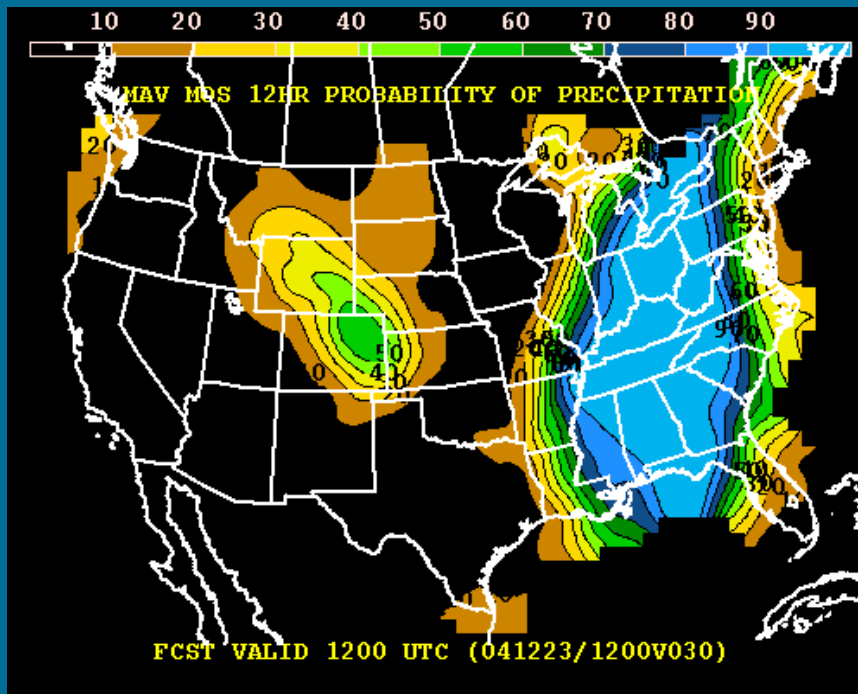 10 20 30 40 50 60 70 80 90
MAV MOS 12HR PROBABILITY OF PRECIPITATION
50
FCST VALID 1200 UTC (041223/1200V030)